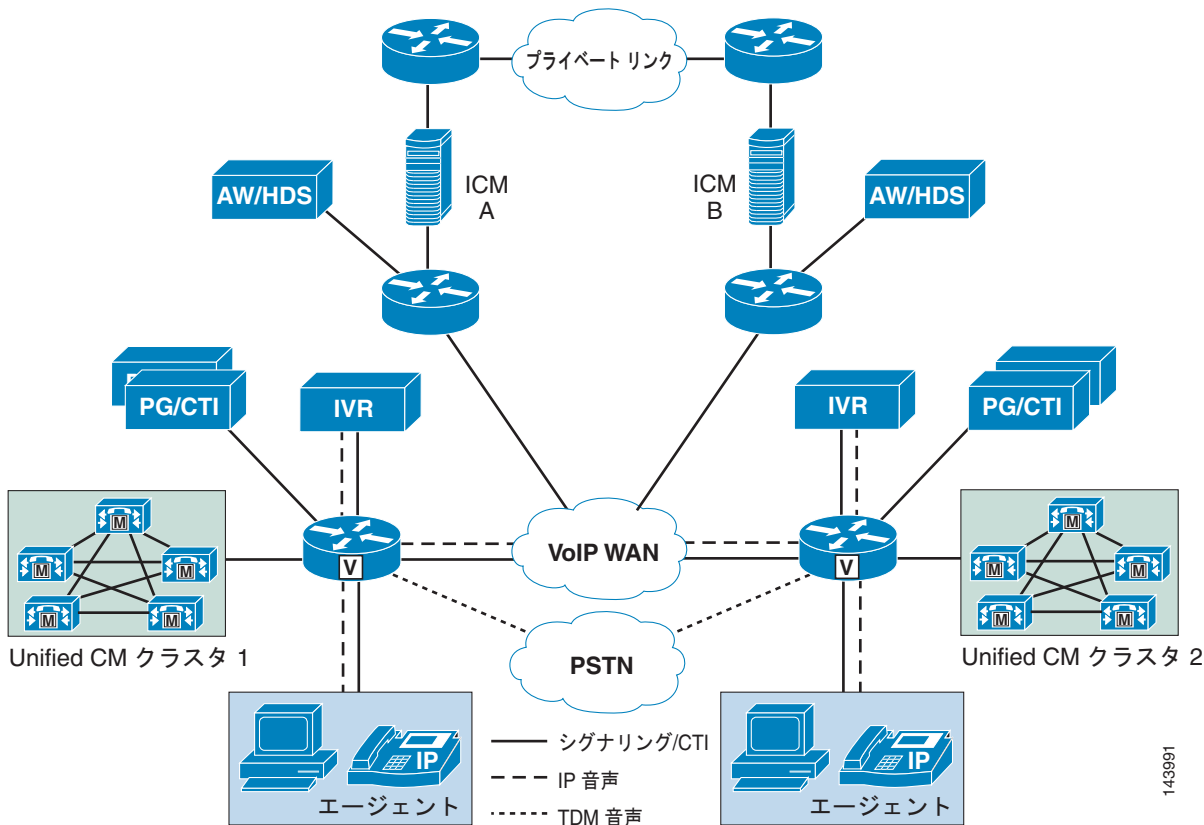 プライベート リンク
ICM
A
ICM
B
AW/HDS
AW/HDS
PG/CTI
IVR
IVR
PG/CTI
M
M
M
M
M
V
VoIP WAN
V
M
M
M
M
M
Unified CM クラスタ 1
PSTN
Unified CM クラスタ 2
IP
エージェント
シグナリング/CTI
IP 音声
TDM 音声
IP
エージェント
143991